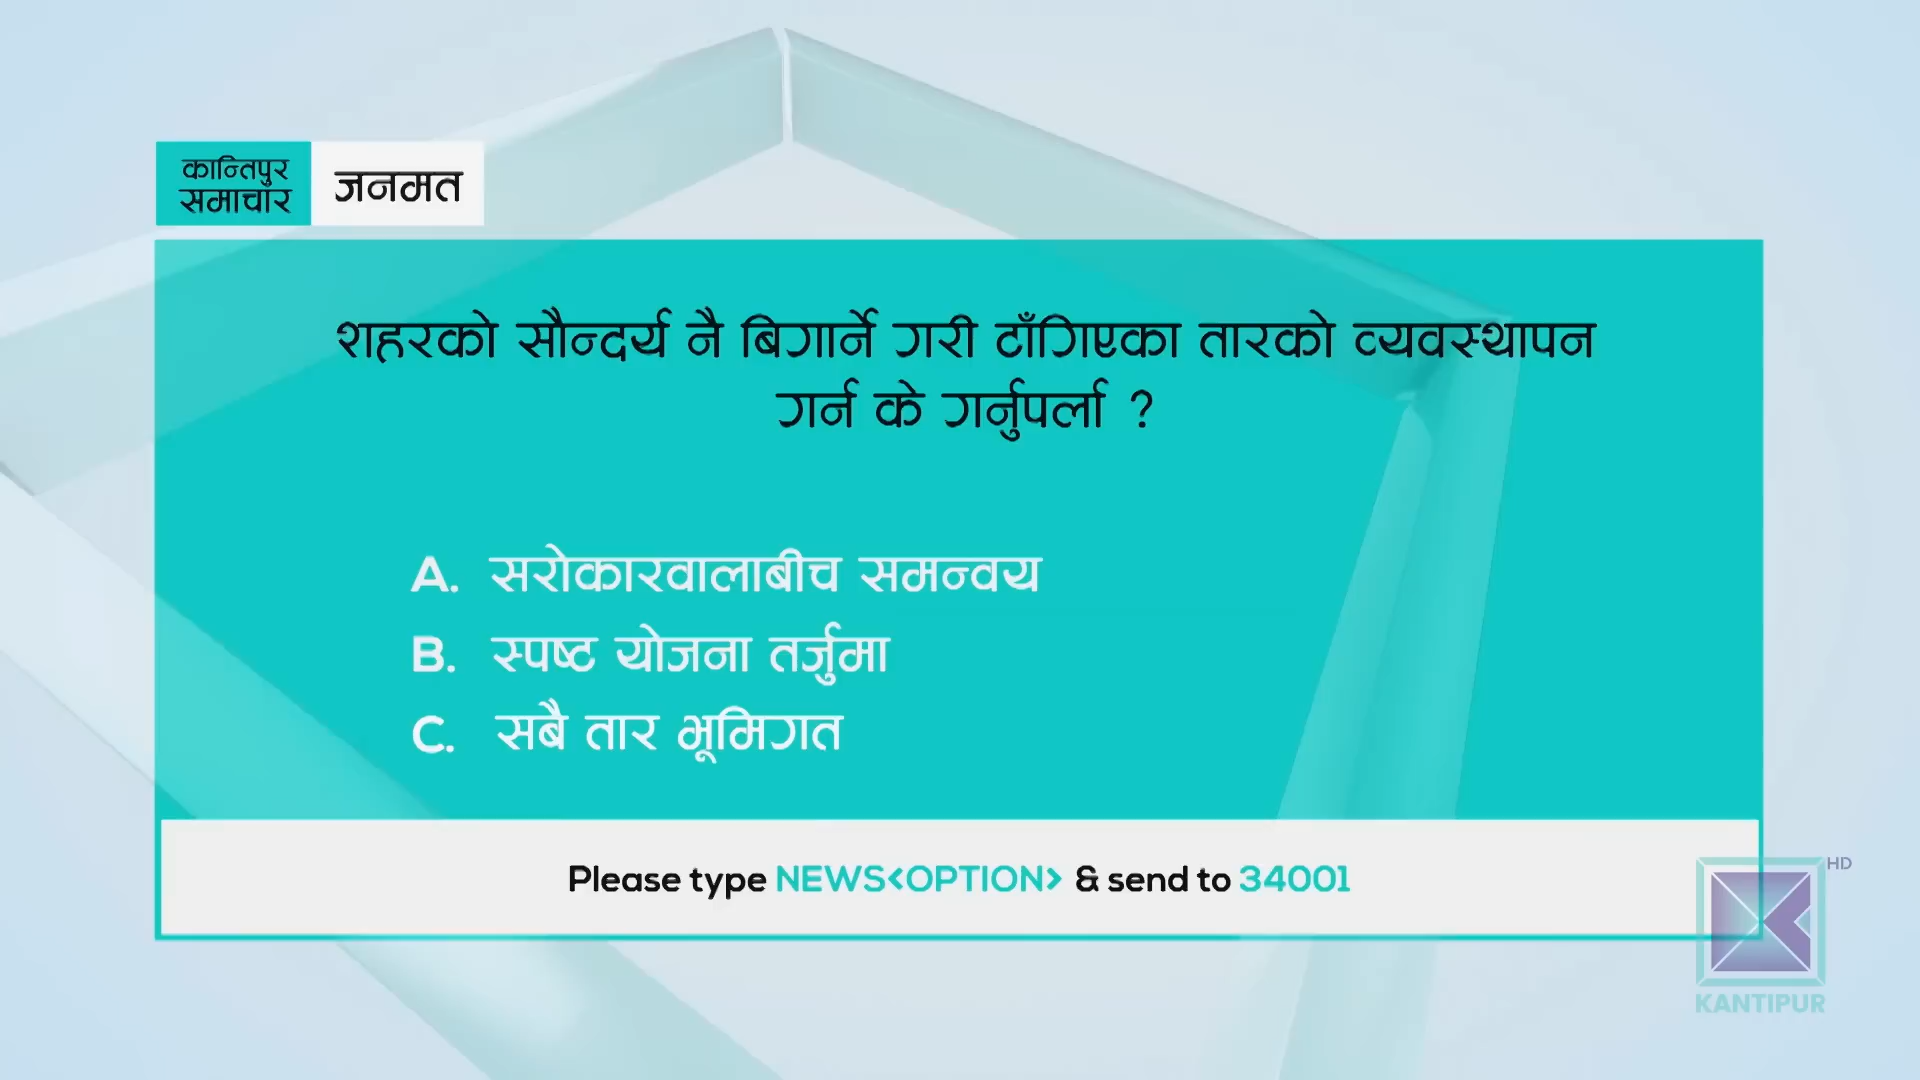 कान्तिपुर
समाचार
जनमत
शहरको सौन्दर्य नै बिगार्ने गरी टाँगिएका तारको व्यवस्थापन
गर्न के गर्नुपर्ला ?
A. सरोकारवालाबीच समन्वय
B. स्पष्ट योजना तर्जुमा
C. सबै तार भूमिगत
Please type NEWS<OPTION> & send to 34001
HD
KANTIPUR